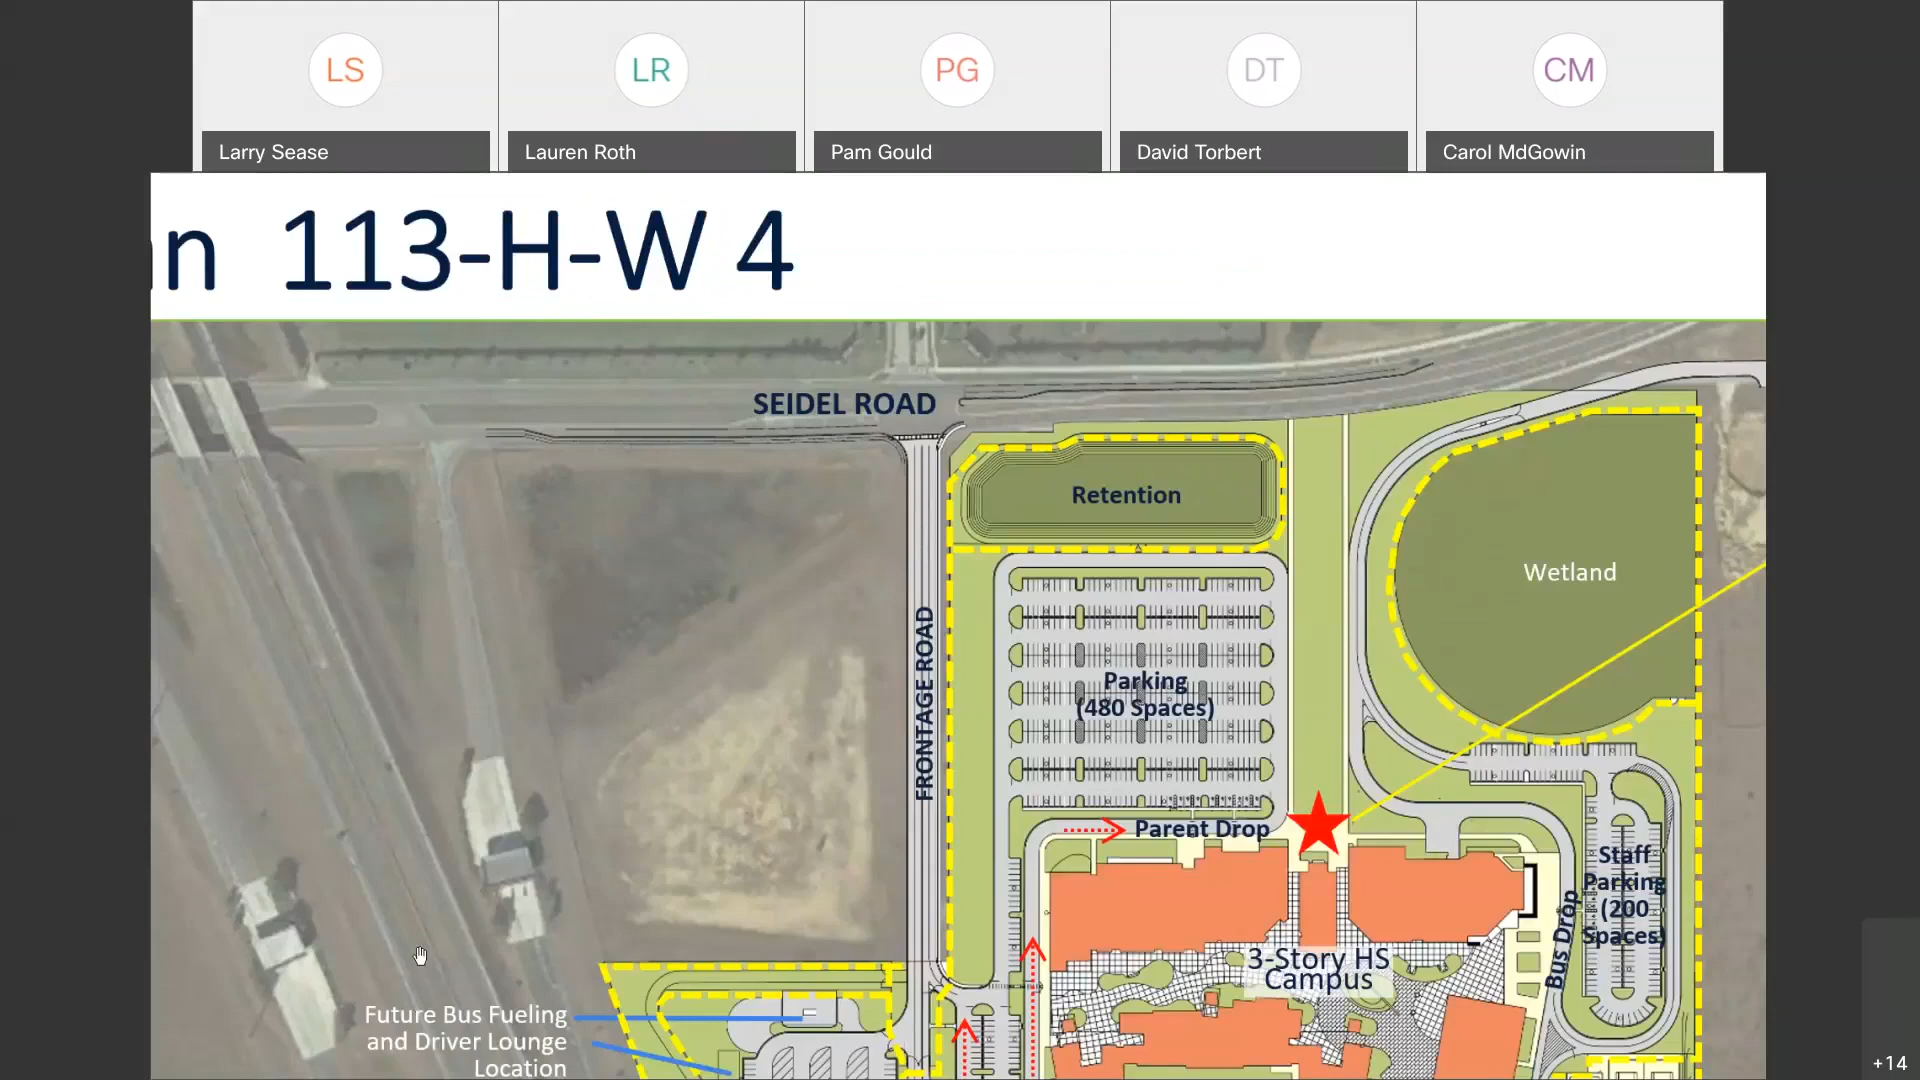 LS
LR
PG
DT
CM
Larry Sease
Lauren Roth
Pam Gould
David Torbert
Carol MdGowin
n 113-H-W 4
SEIDEL ROAD
Retention
Wetland
FRONTAGE ROAD
Parking
(480 Spaces)
Parent Drop
Staff
Parking
(200
Spaces)
Bus Drop
3-Story HS
Campus
Future Bus Fueling
and Driver Lounge
Location
+14